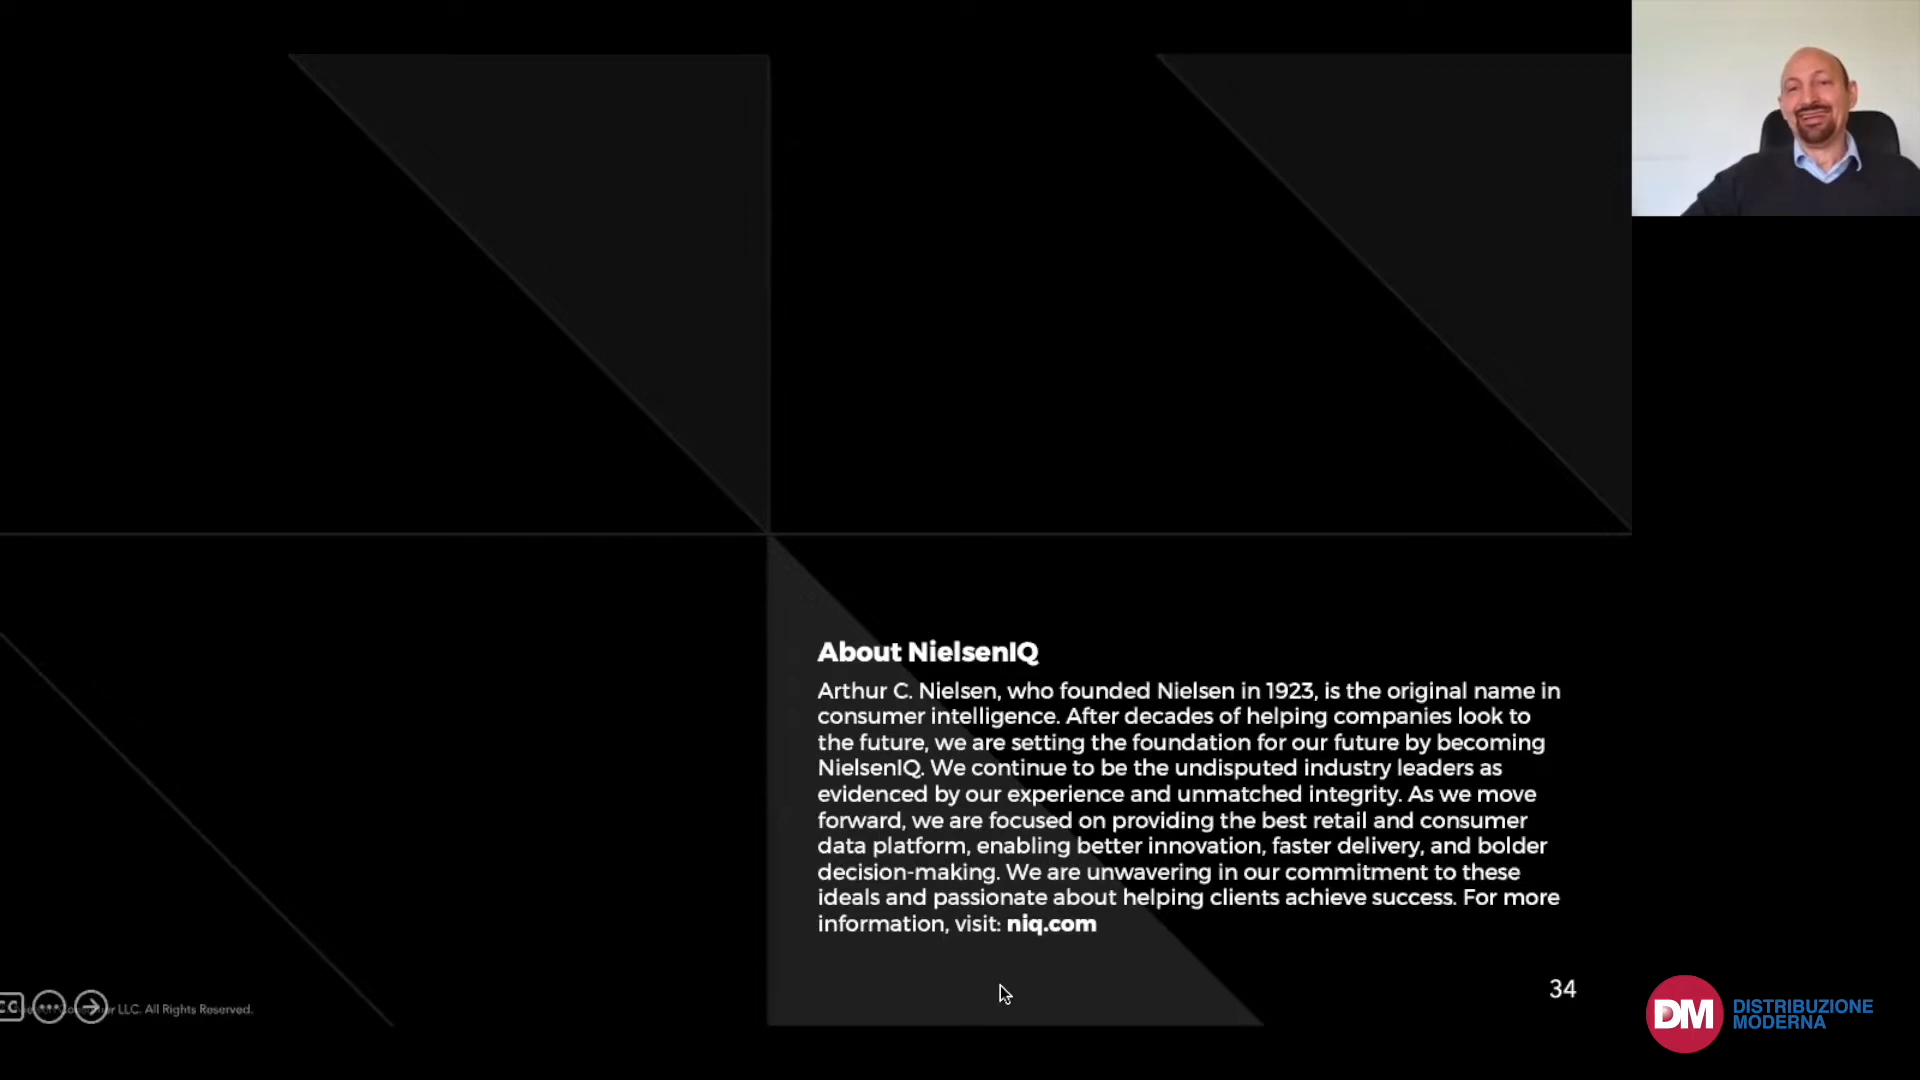 About NielsenIQ
Arthur C. Nielsen, who founded Nielsen in 1923, is the original name in
consumer intelligence. After decades of helping companies look to
the future, we are setting the foundation for our future by becoming
NielsenIQ. We continue to be the undisputed industry leaders as
evidenced by our experience and unmatched integrity. As we move
forward, we are focused on providing the best retail and consumer
data platform, enabling better innovation, faster delivery, and bolder
decision-making. We are unwavering in our commitment to these
ideals and passionate about helping clients achieve success. For more
information, visit: niq.com
CC
LLC. All Rights Reserved.
34
DM DISTRIBUZIONE
MODERNA